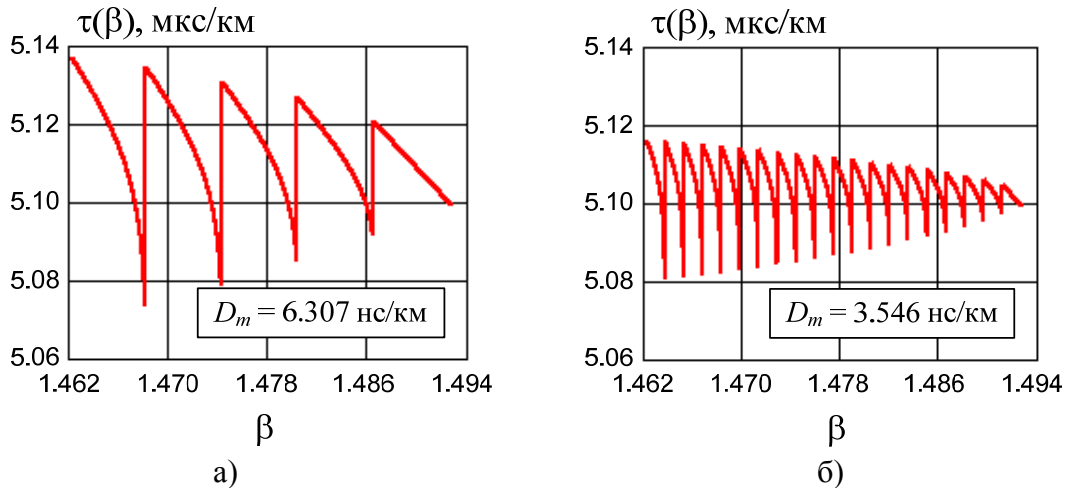 τ(β), мкс/км
5.14
5.12
5.10
5.08
5.06
D_m = 6.307 нс/км
1.462 1.470 1.478 1.486 1.494
β
а)
τ(β), мкс/км
5.14
5.12
5.10
5.08
5.06
D_m = 3.546 нс/км
1.462 1.470 1.478 1.486 1.494
β
б)